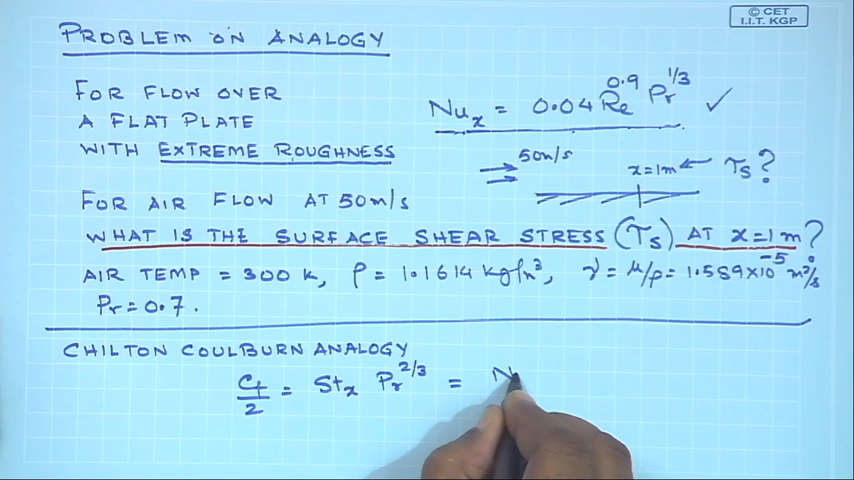 © CET
I.I.T. KGP
PROBLEM ON ANALOGY
FOR FLOW OVER
A FLAT PLATE
WITH EXTREME ROUGHNESS
Nu_x = 0.04 Re^0.9 Pr^1/3 ✓
50m/s
x=1m ← τs?
FOR AIR FLOW AT 50m/s
WHAT IS THE SURFACE SHEAR STRESS (τs) AT x=1m?
AIR TEMP = 300 K, ρ = 1.1614 kg/m³, ν = μ/ρ = 1.589×10^-5 m²/s
Pr = 0.7.
CHILTON COULBURN ANALOGY
Cf/2 = St_x Pr^2/3 = N